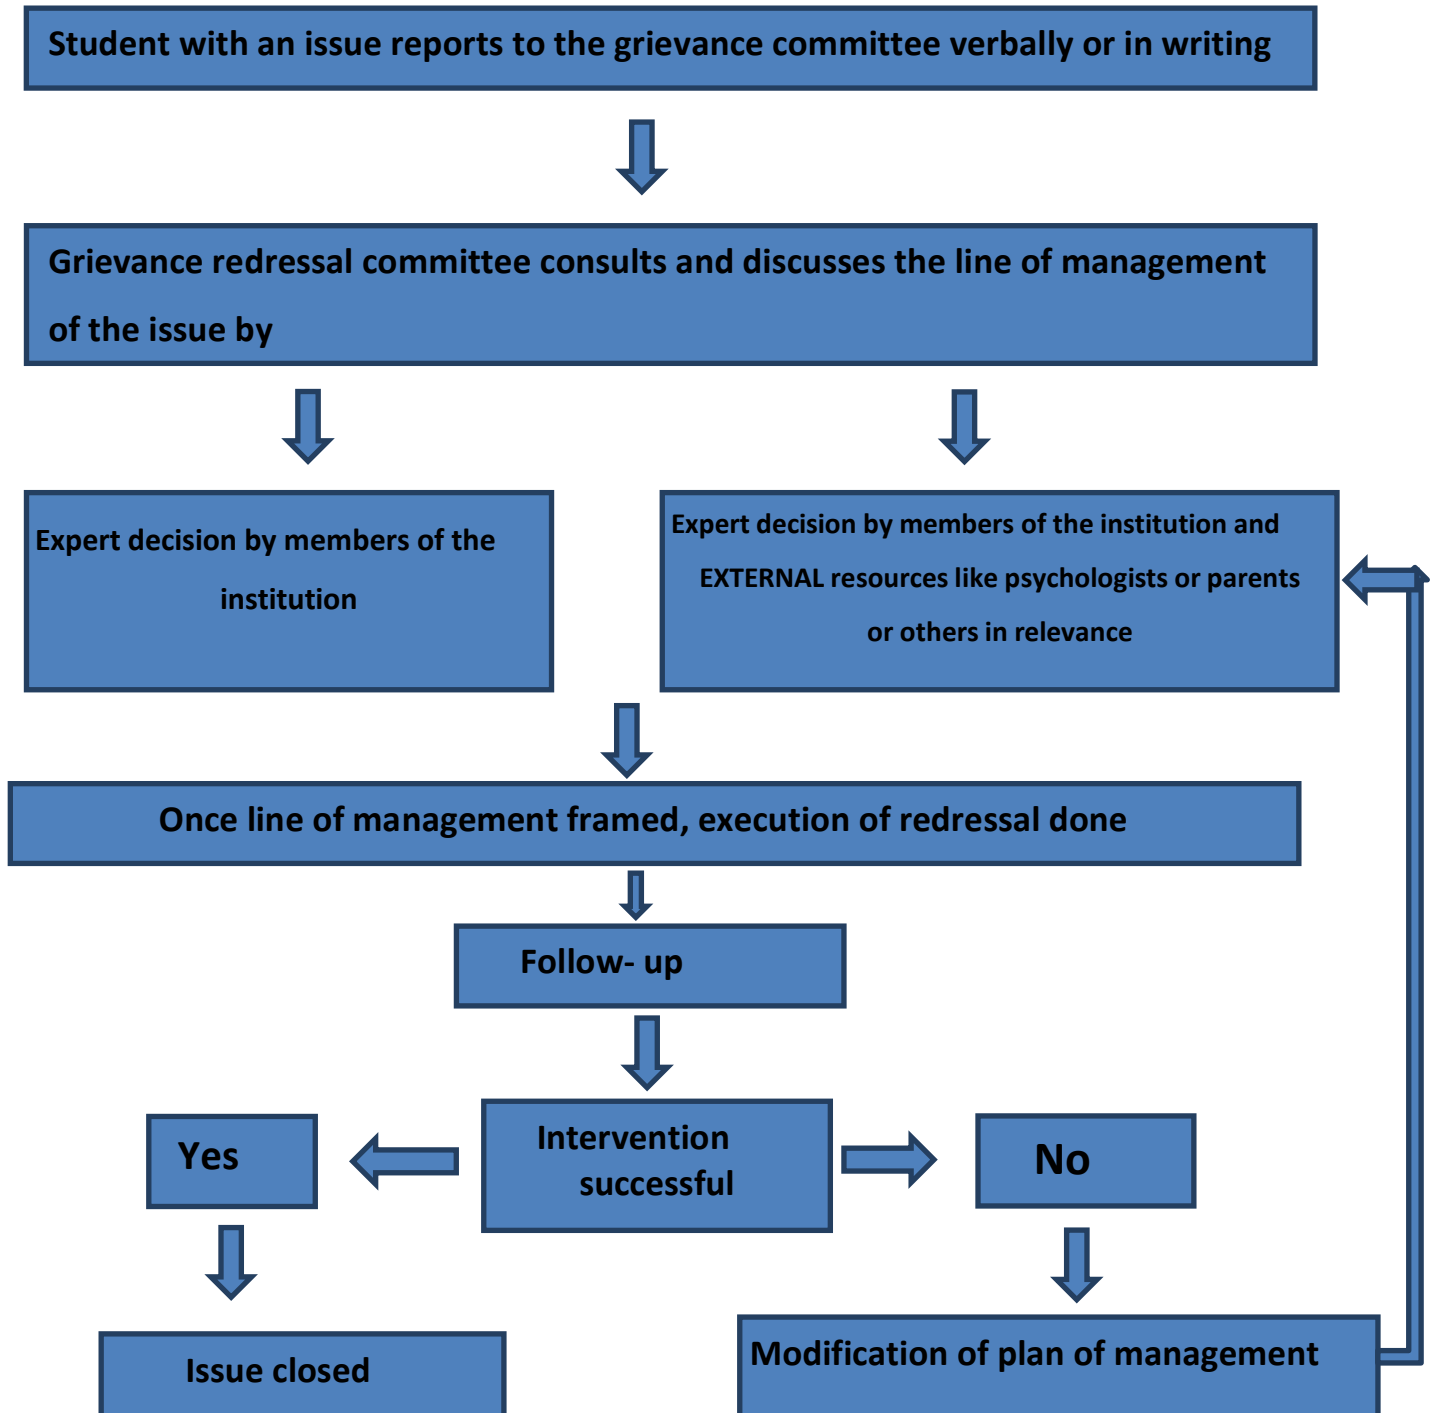 Student with an issue reports to the grievance committee verbally or in writing
Grievance redressal committee consults and discusses the line of management
of the issue by
Expert decision by members of the
institution
Expert decision by members of the institution and
EXTERNAL resources like psychologists or parents
or others in relevance
Once line of management framed, execution of redressal done
Follow- up
Intervention
successful
Yes
No
Issue closed
Modification of plan of management